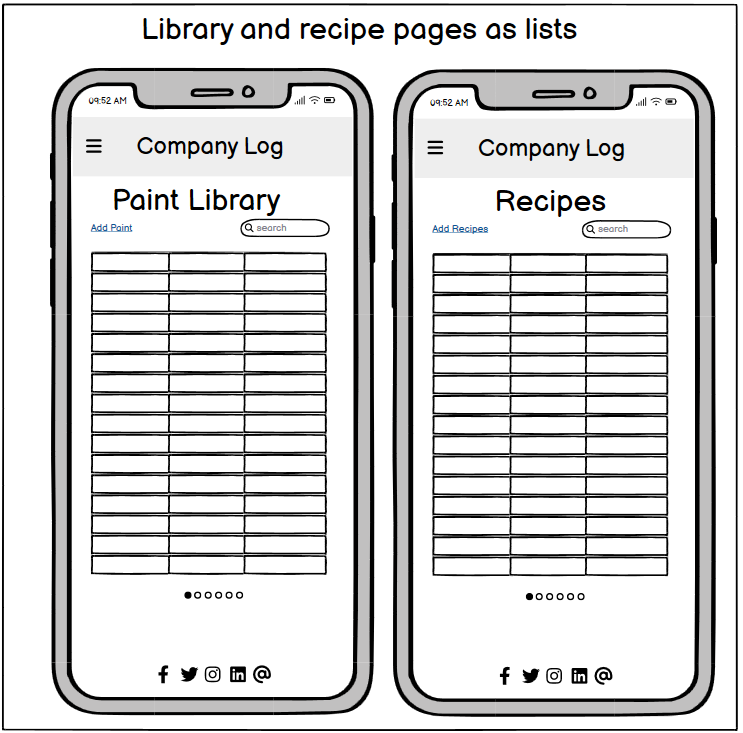 Library and recipe pages as lists
09:52 AM
Company Log
Paint Library
Add Paint
search
09:52 AM
Company Log
Recipes
Add Recipes
search